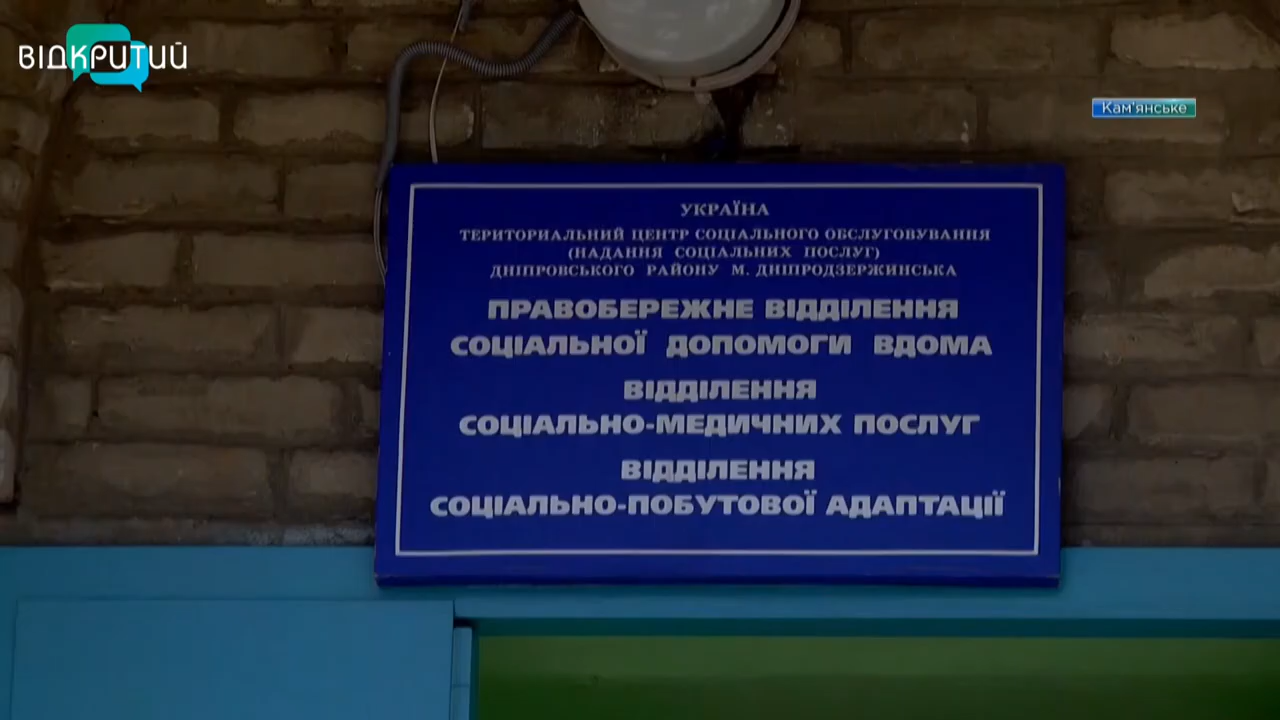 ВІДКРИТИЙ
Кам'янське
УКРАЇНА
ТЕРИТОРИАЛЬНИЙ ЦЕНТР СОЦІАЛЬНОГО ОБСЛУГОВУВАННЯ
(НАДАННЯ СОЦІАЛЬНИХ ПОСЛУГ)
ДНІПРОВСЬКОГО РАЙОНУ М. ДНІПРОДЗЕРЖИНСЬКА
ПРАВОБЕРЕЖНЕ ВІДДІЛЕННЯ
СОЦІАЛЬНОЇ ДОПОМОГИ ВДОМА
ВІДДІЛЕННЯ
СОЦІАЛЬНО-МЕДИЧНИХ ПОСЛУГ
ВІДДІЛЕННЯ
СОЦІАЛЬНО-ПОБУТОВОЇ АДАПТАЦІЇ